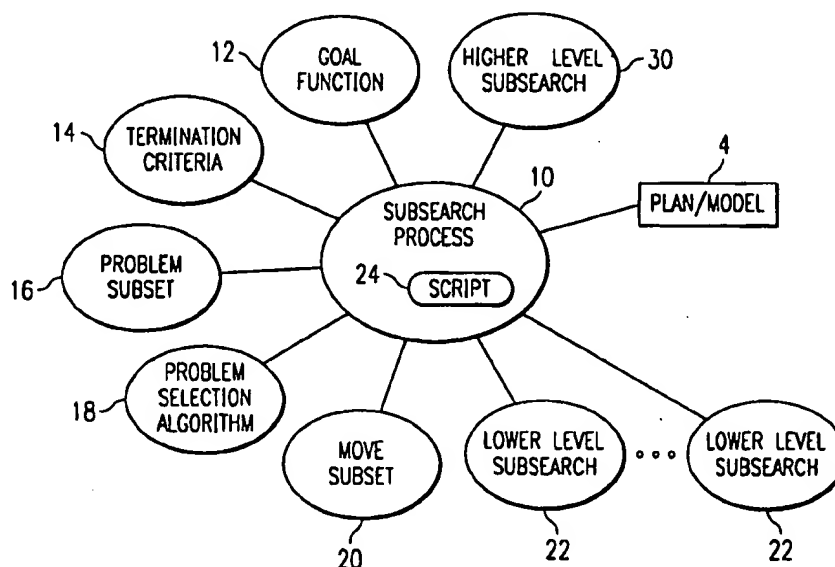 12
GOAL
FUNCTION
HIGHER LEVEL
SUBSEARCH
30
14
TERMINATION
CRITERIA
4
PLAN/MODEL
10
SUBSEARCH
PROCESS
24
SCRIPT
16
PROBLEM
SUBSET
18
PROBLEM
SELECTION
ALGORITHM
MOVE
SUBSET
20
LOWER LEVEL
SUBSEARCH
22
LOWER LEVEL
SUBSEARCH
22